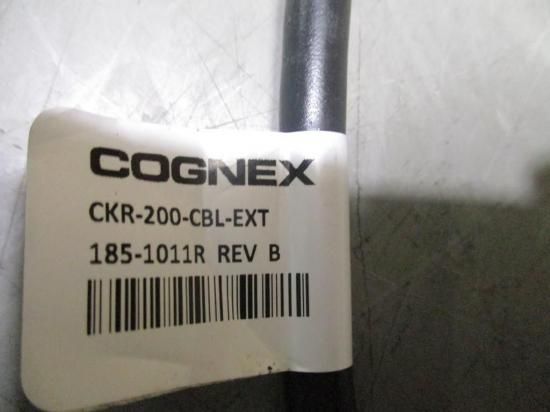 COGNEX
CKR-200-CBL-EXT
185-1011R REV B